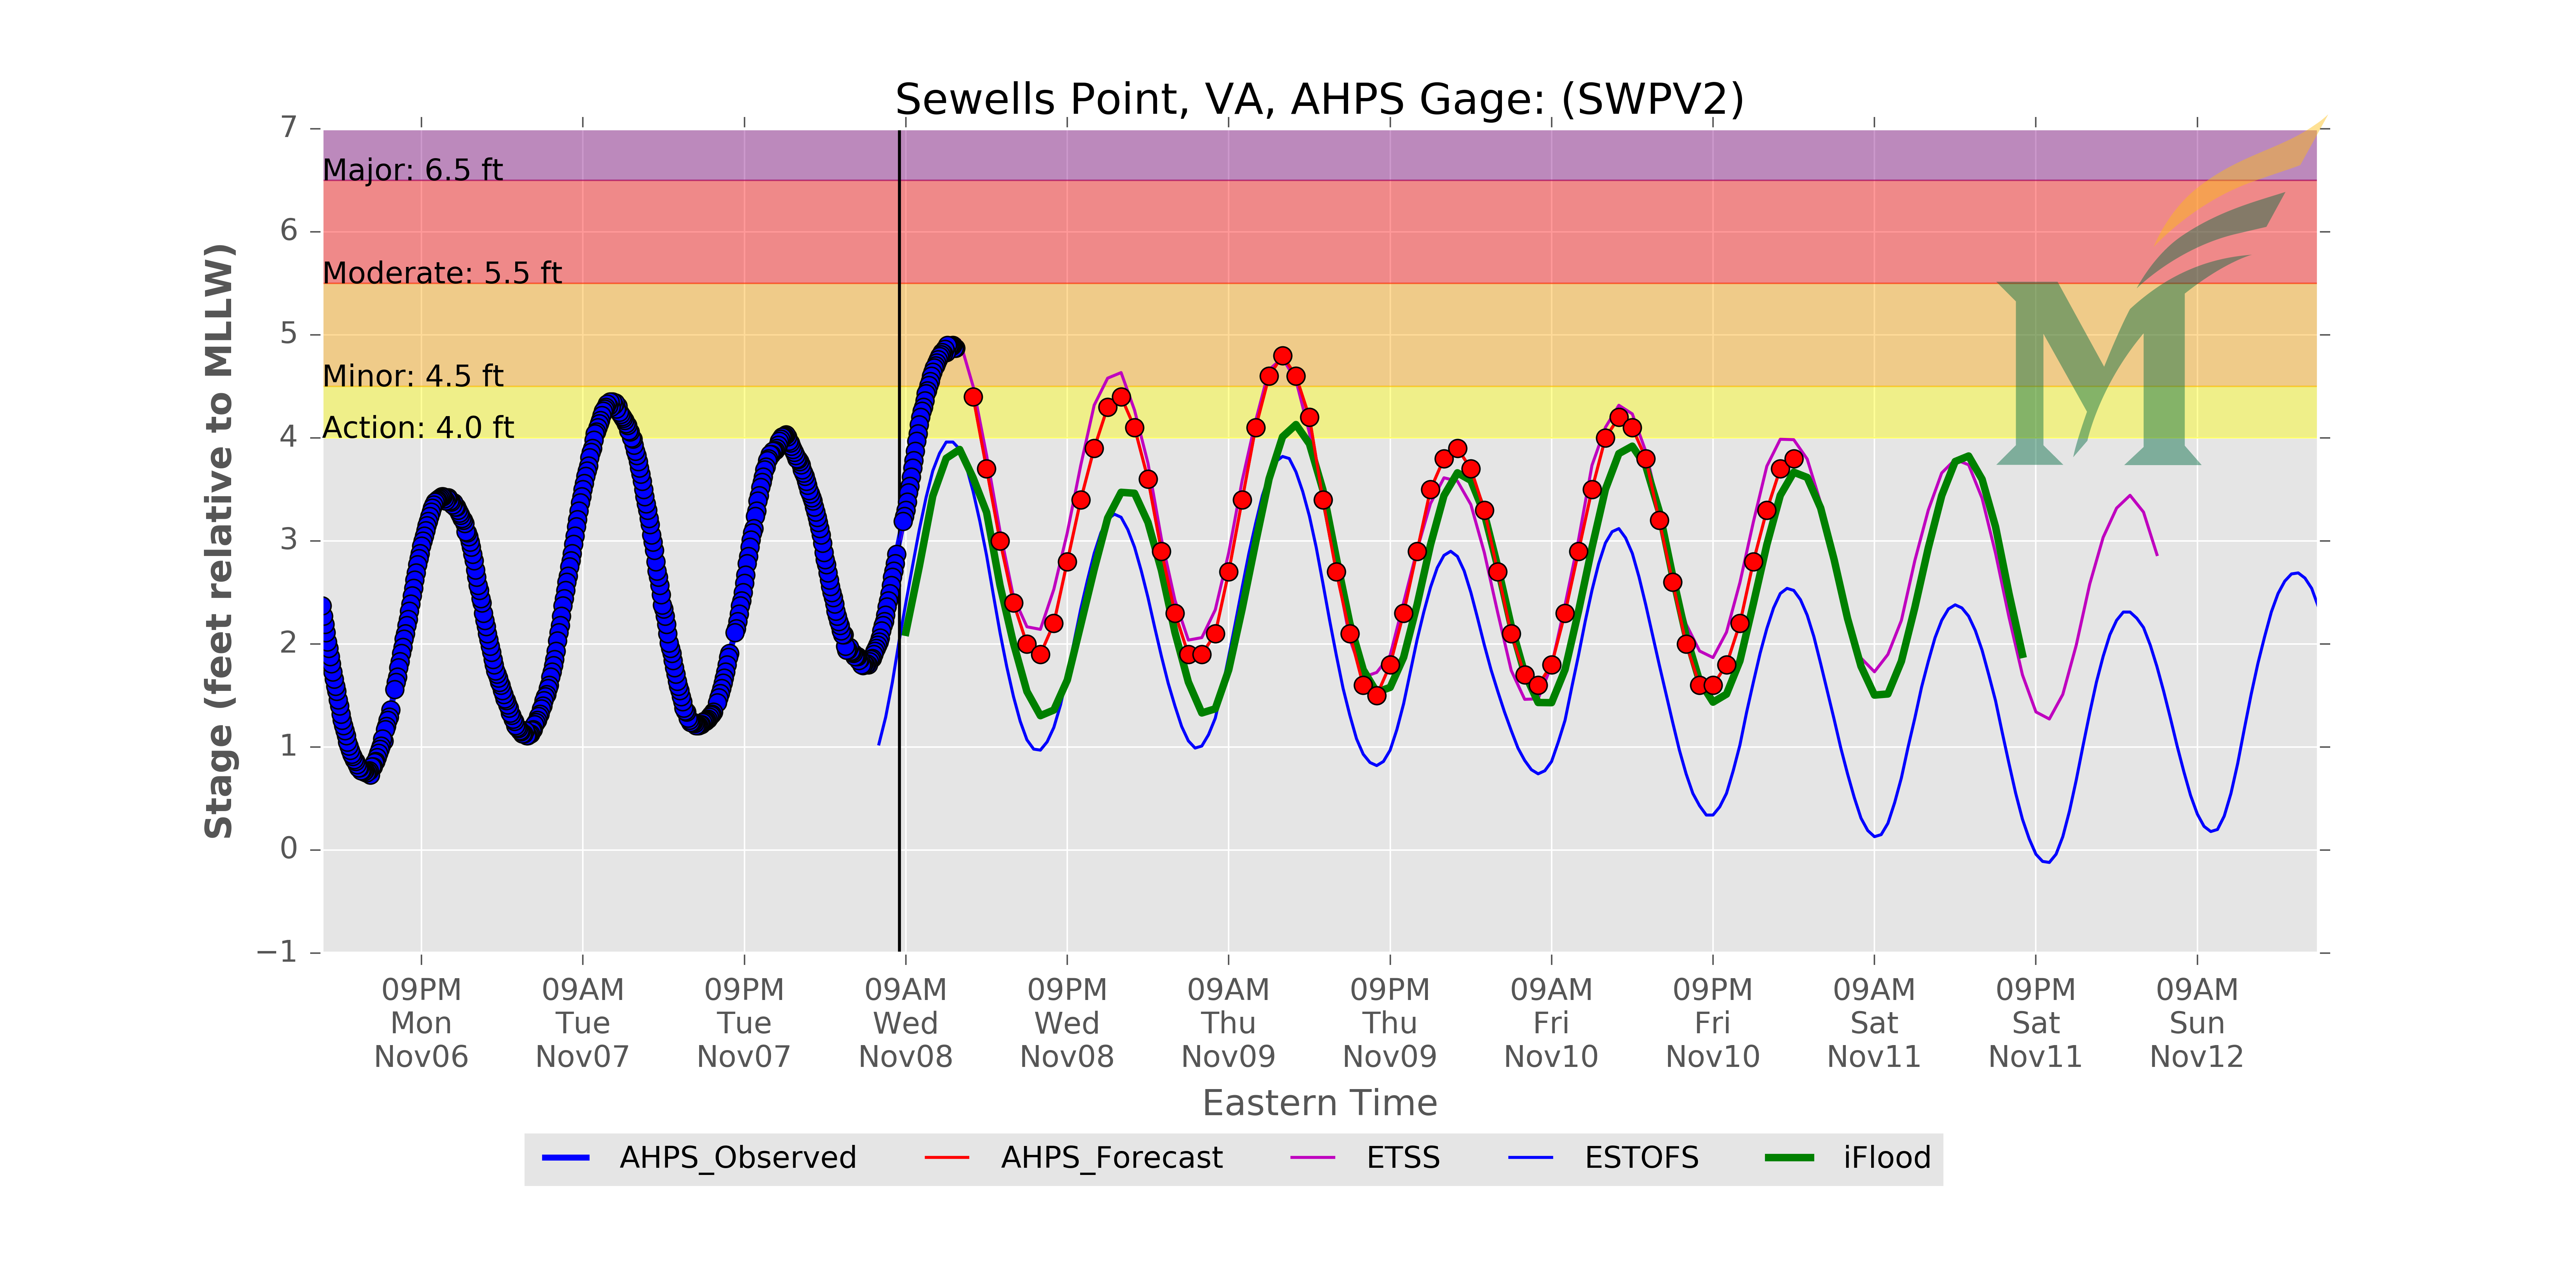 Sewells Point, VA, AHPS Gage: (SWPV2)
7
6
5
4
3
2
1
0
−1
Stage (feet relative to MLLW)
Major: 6.5 ft
Moderate: 5.5 ft
Minor: 4.5 ft
Action: 4.0 ft
M
09PM 09AM 09PM 09AM 09PM 09AM 09PM 09AM 09PM 09AM 09PM 09AM
Mon Tue Tue Wed Wed Thu Thu Fri Fri Sat Sat Sun
Nov06 Nov07 Nov07 Nov08 Nov08 Nov09 Nov09 Nov10 Nov10 Nov11 Nov11 Nov12
Eastern Time
AHPS_Observed AHPS_Forecast ETSS ESTOFS iFlood